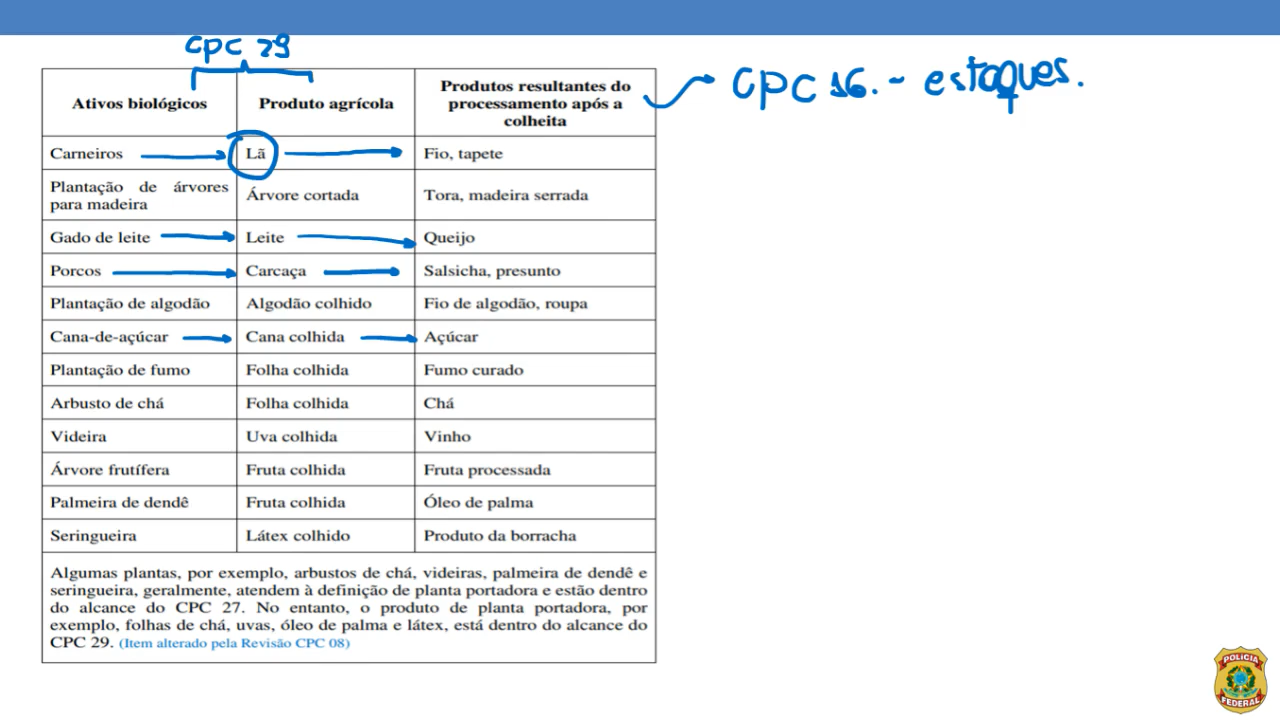 CPC 29
CPC 16. - estoques.
Ativos biológicos
Produto agrícola
Produtos resultantes do
processamento após a
colheita
Carneiros
Lã
Fio, tapete
Plantação de árvores
para madeira
Árvore cortada
Tora, madeira serrada
Gado de leite
Leite
Queijo
Porcos
Carcaça
Salsicha, presunto
Plantação de algodão
Algodão colhido
Fio de algodão, roupa
Cana-de-açúcar
Cana colhida
Açúcar
Plantação de fumo
Folha colhida
Fumo curado
Arbusto de chá
Folha colhida
Chá
Videira
Uva colhida
Vinho
Árvore frutífera
Fruta colhida
Fruta processada
Palmeira de dendê
Fruta colhida
Óleo de palma
Seringueira
Látex colhido
Produto da borracha
Algumas plantas, por exemplo, arbustos de chá, videiras, palmeira de dendê e
seringueira, geralmente, atendem à definição de planta portadora e estão dentro
do alcance do CPC 27. No entanto, o produto de planta portadora, por
exemplo, folhas de chá, uvas, óleo de palma e látex, está dentro do alcance do
CPC 29. (Item alterado pela Revisão CPC 08)
POLÍCIA
FEDERAL